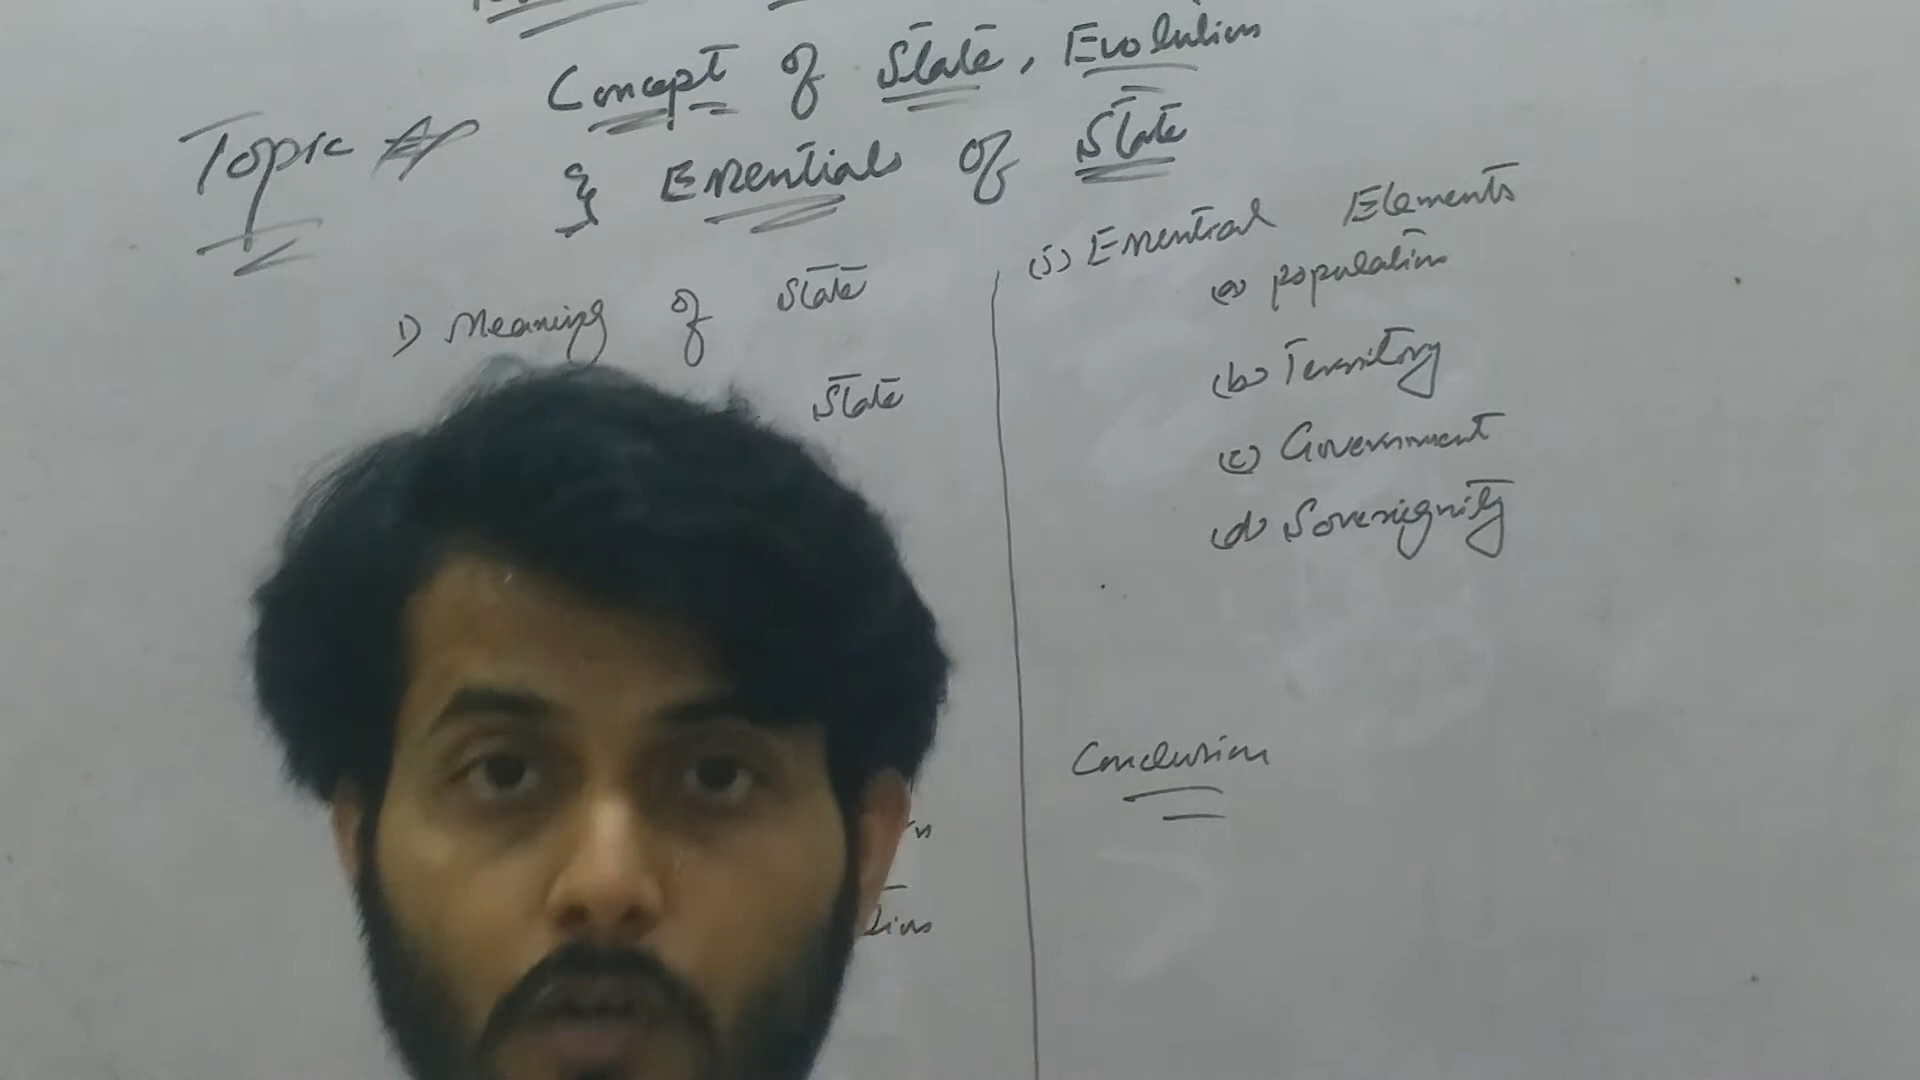 Concept of State, Evolution
Topic
& Essentials of State
1) Meaning of State
State
(5) Essential Elements
(a) Population
(b) Territory
(c) Government
(d) Soverignity
Conclusion